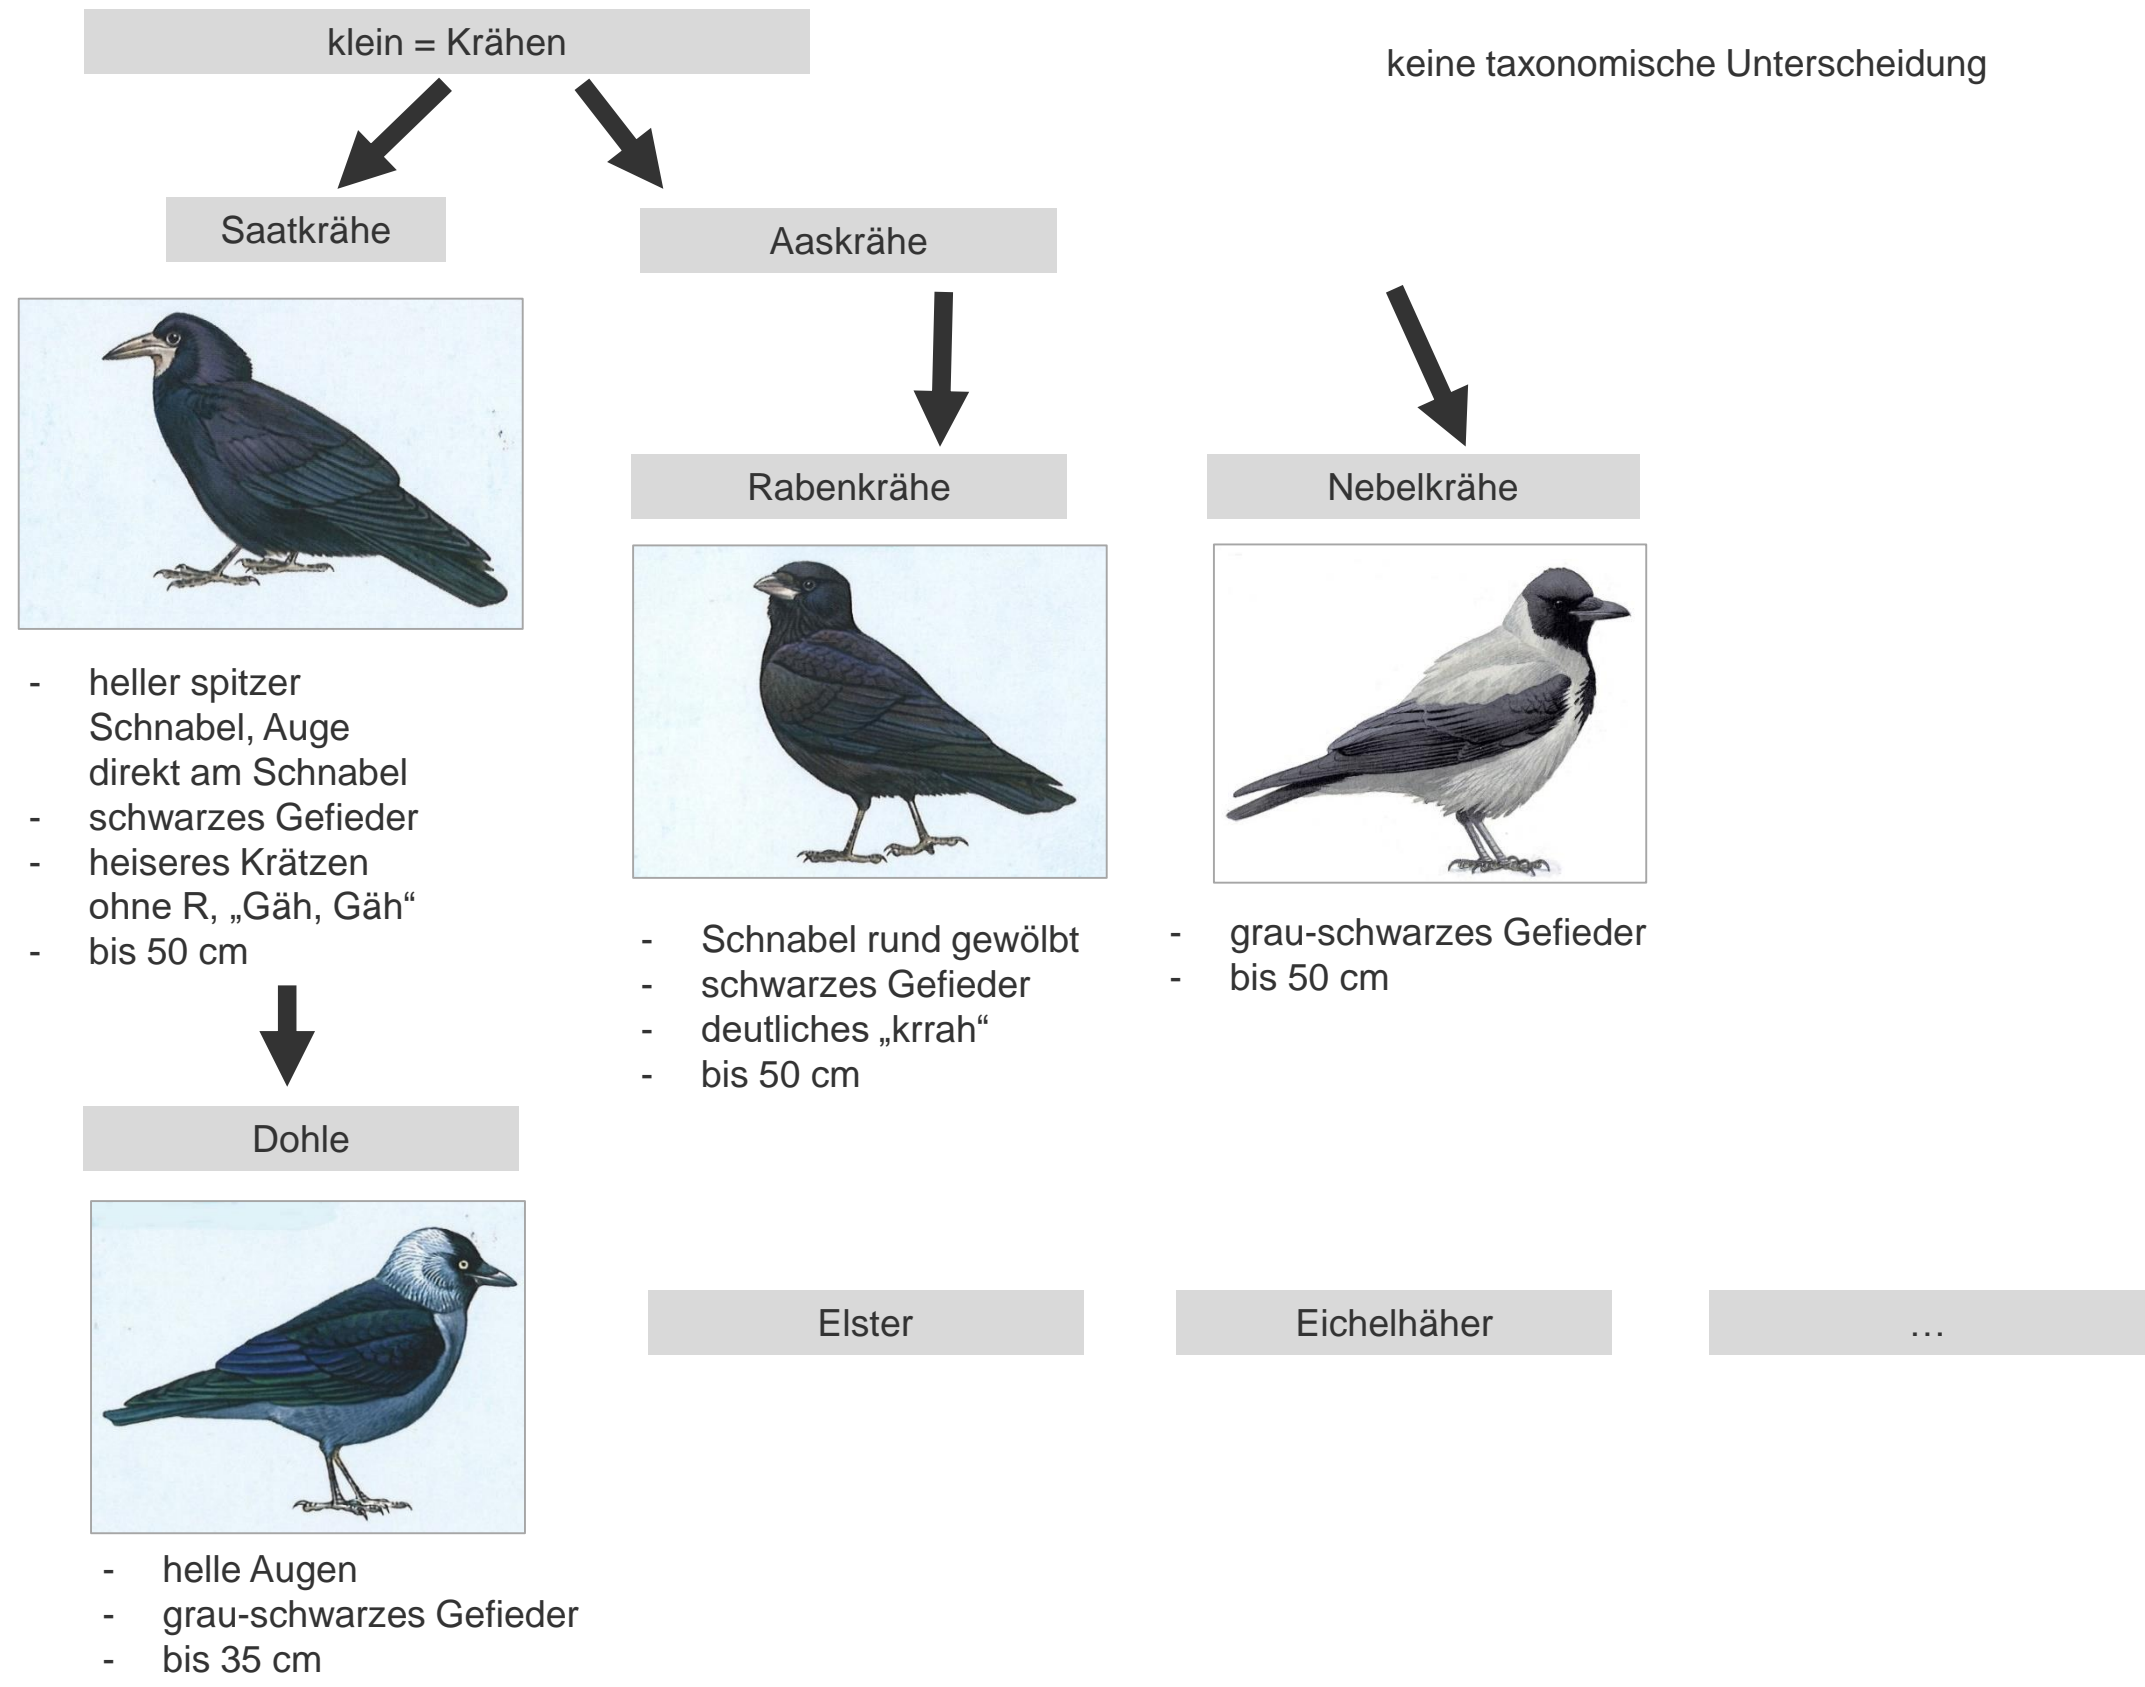 klein = Krähen
keine taxonomische Unterscheidung
Saatkrähe
Aaskrähe
Rabenkrähe
Nebelkrähe
- heller spitzer
Schnabel, Auge
direkt am Schnabel
- schwarzes Gefieder
- heiseres Krätzen
ohne R, „Gäh, Gäh“
- bis 50 cm
- Schnabel rund gewölbt
- schwarzes Gefieder
- deutliches „krrah“
- bis 50 cm
- grau-schwarzes Gefieder
- bis 50 cm
Dohle
Elster
Eichelhäher
…
- helle Augen
- grau-schwarzes Gefieder
- bis 35 cm